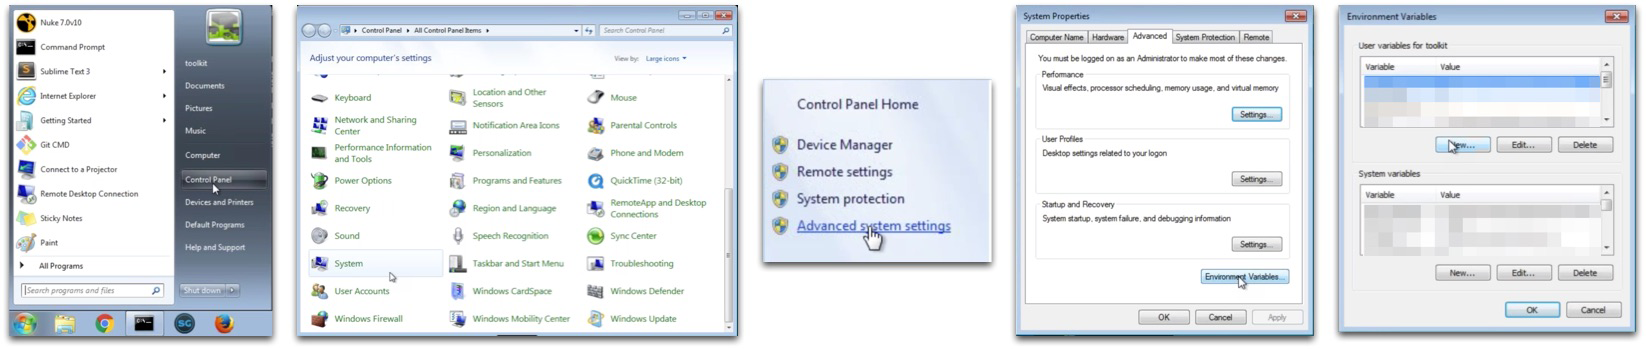 Nuke 7.0v10
Command Prompt
Sublime Text 3
Internet Explorer
Getting Started
Git CMD
Connect to a Projector
Remote Desktop Connection
Sticky Notes
Paint
All Programs
Search programs and files
toolkit
Documents
Pictures
Music
Computer
Control Panel
Devices and Printers
Default Programs
Help and Support
Shut down
SG
Control Panel
All Control Panel Items
Search Control Panel
Adjust your computer's settings
View by: Large icons
Keyboard
Location and Other
Sensors
Mouse
Network and Sharing
Center
Notification Area Icons
Parental Controls
Performance Information
and Tools
Personalization
Phone and Modem
Power Options
Programs and Features
QuickTime (32-bit)
Recovery
Region and Language
RemoteApp and Desktop
Connections
Sound
Speech Recognition
Sync Center
System
Taskbar and Start Menu
Troubleshooting
User Accounts
Windows CardSpace
Windows Defender
Windows Firewall
Windows Mobility Center
Windows Update
Control Panel Home
Device Manager
Remote settings
System protection
Advanced system settings
System Properties
Computer Name
Hardware
Advanced
System Protection
Remote
You must be logged on as an Administrator to make most of these changes.
Performance
Visual effects, processor scheduling, memory usage, and virtual memory
Settings...
User Profiles
Desktop settings related to your logon
Settings...
Startup and Recovery
System startup, system failure, and debugging information
Settings...
Environment Variables...
OK
Cancel
Apply
Environment Variables
User variables for toolkit
Variable
Value
New...
Edit...
Delete
System variables
Variable
Value
New...
Edit...
Delete
OK
Cancel